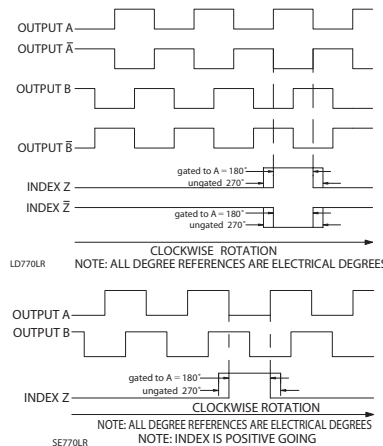 OUTPUT A
OUTPUT A̅
OUTPUT B
OUTPUT B̅
gated to A = 180°
ungated 270°
INDEX Z
INDEX Z̅
gated to A = 180°
ungated 270°
CLOCKWISE ROTATION
LD770LR
NOTE: ALL DEGREE REFERENCES ARE ELECTRICAL DEGREES
OUTPUT A
OUTPUT B
gated to A = 180°
ungated 270°
INDEX Z
CLOCKWISE ROTATION
NOTE: ALL DEGREE REFERENCES ARE ELECTRICAL DEGREES
SE770LR
NOTE: INDEX IS POSITIVE GOING